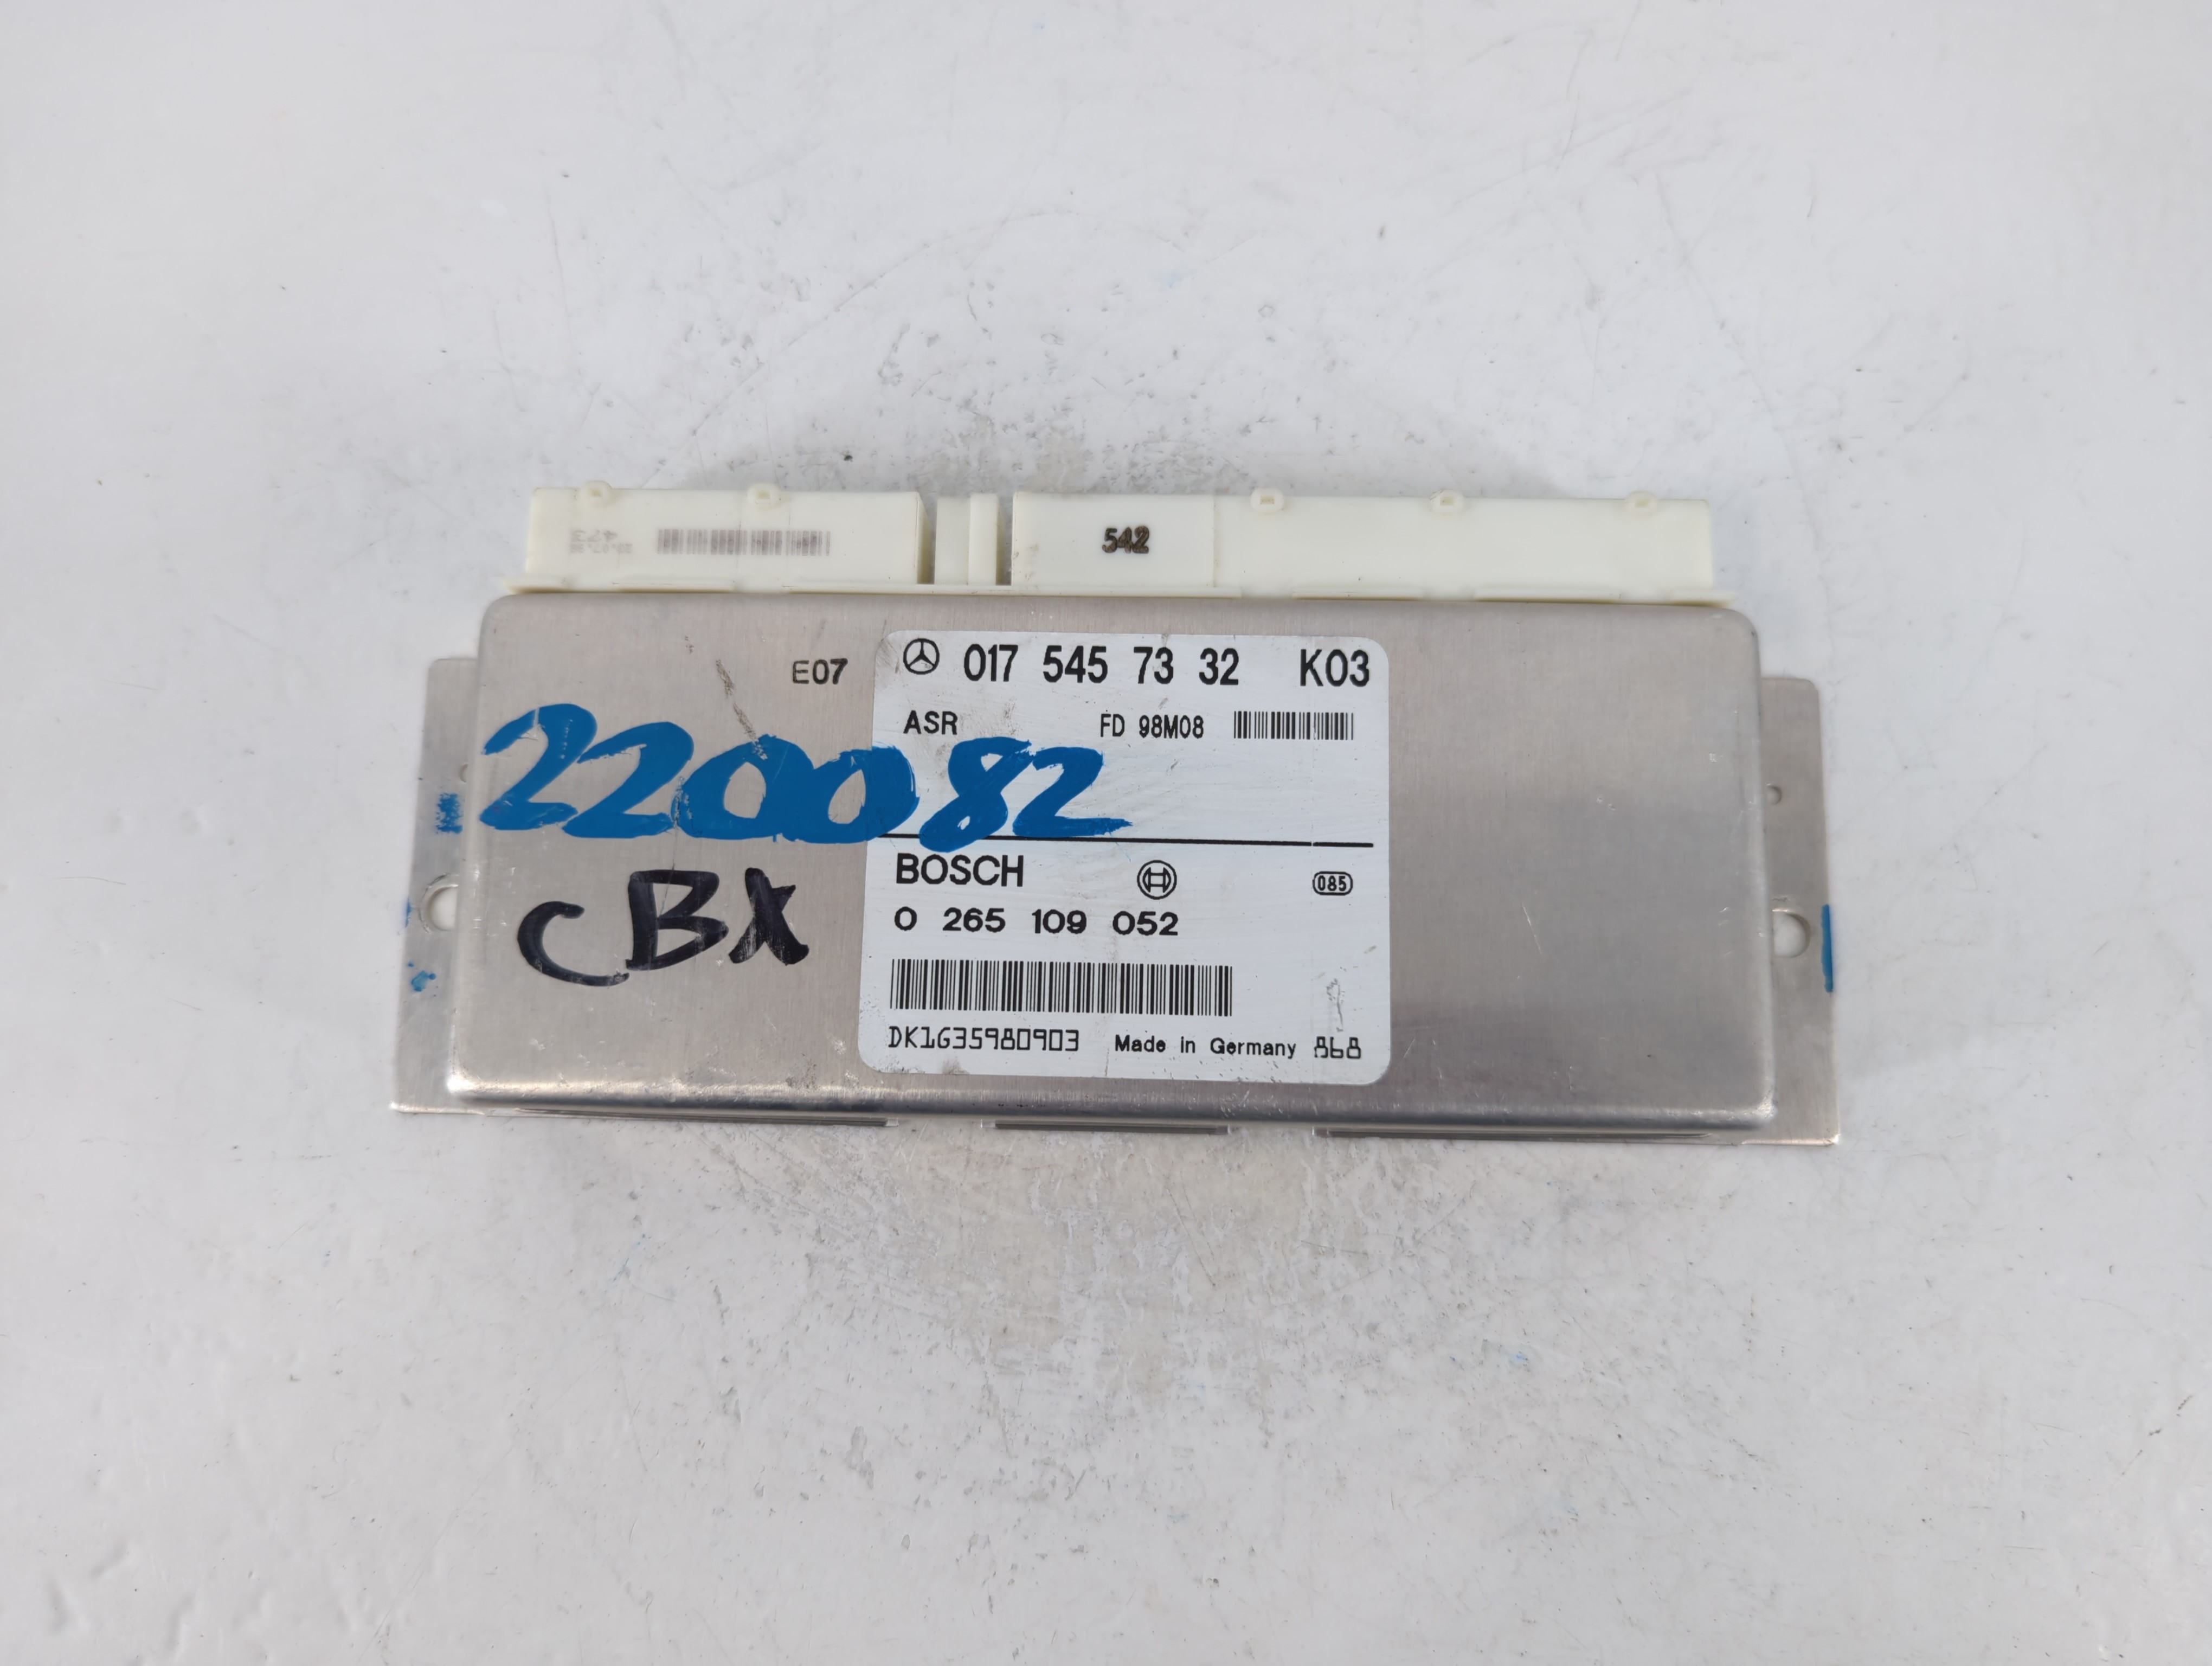 542
E07
017 545 73 32 K03
ASR FD 98M08
220082
BOSCH
085
CBX
0 265 109 052
DK1G35980903 Made in Germany 868